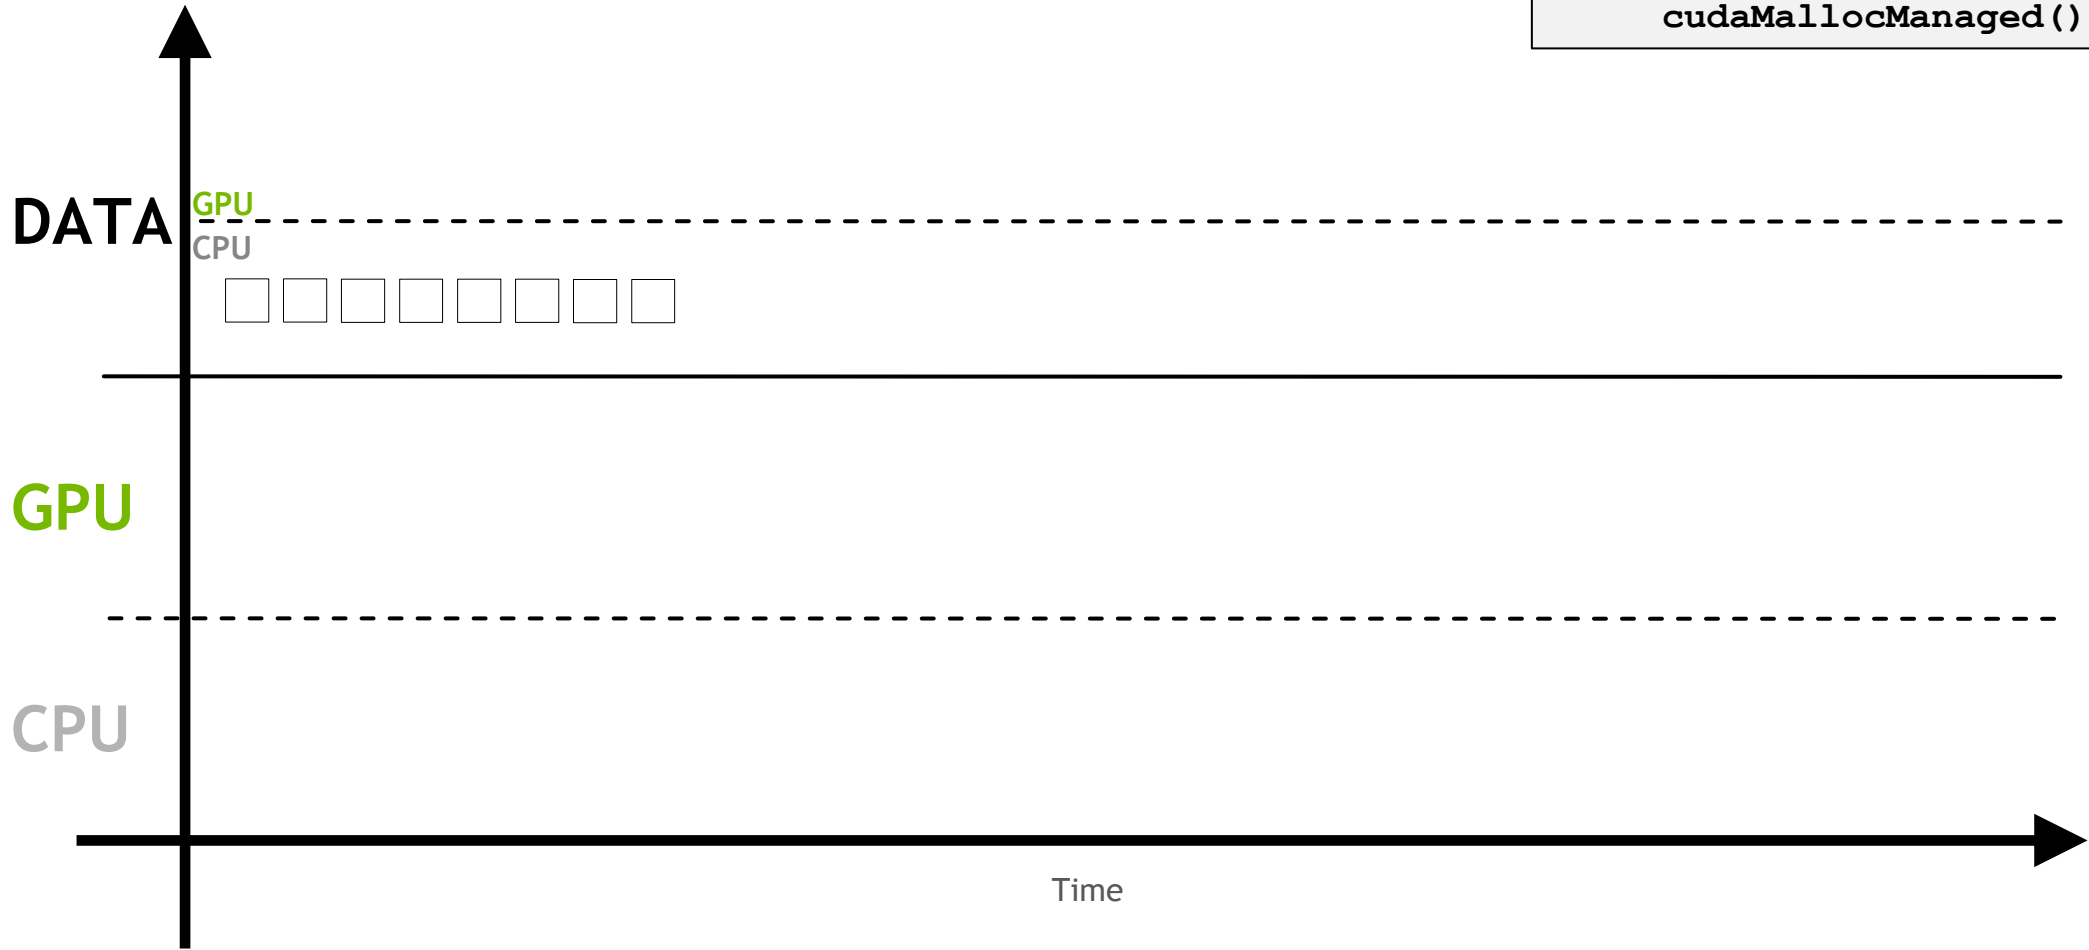 cudaMallocManaged()
DATA
GPU
CPU
GPU
CPU
Time